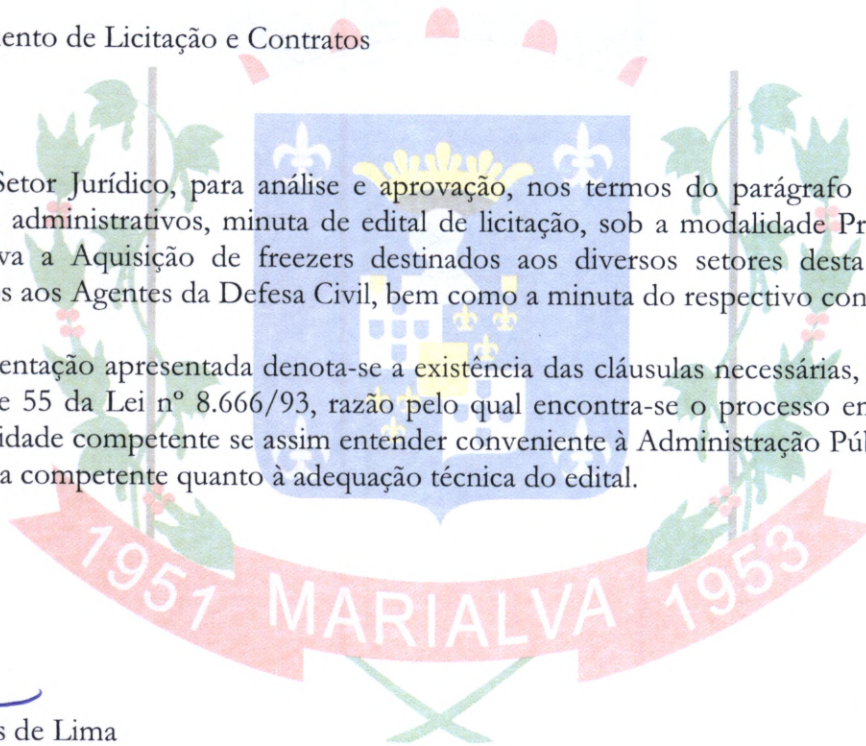 ento de Licitação e Contratos
Setor Jurídico, para análise e aprovação, nos termos do parágrafo
administrativos, minuta de edital de licitação, sob a modalidade Pr
va a Aquisição de freezers destinados aos diversos setores desta
s aos Agentes da Defesa Civil, bem como a minuta do respectivo con
entação apresentada denota-se a existência das cláusulas necessárias,
e 55 da Lei nº 8.666/93, razão pelo qual encontra-se o processo en
idade competente se assim entender conveniente à Administração Púl
a competente quanto à adequação técnica do edital.
1951 MARIALVA 1953
s de Lima